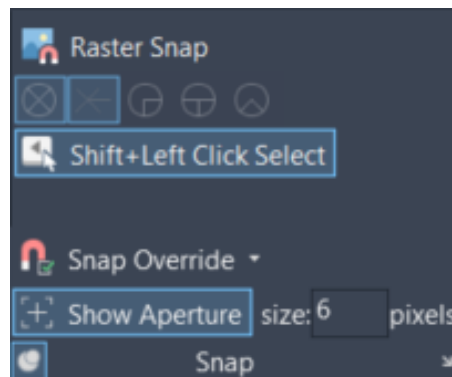 Raster Snap
Shift+Left Click Select
Snap Override
Show Aperture size: 6 pixels
Snap